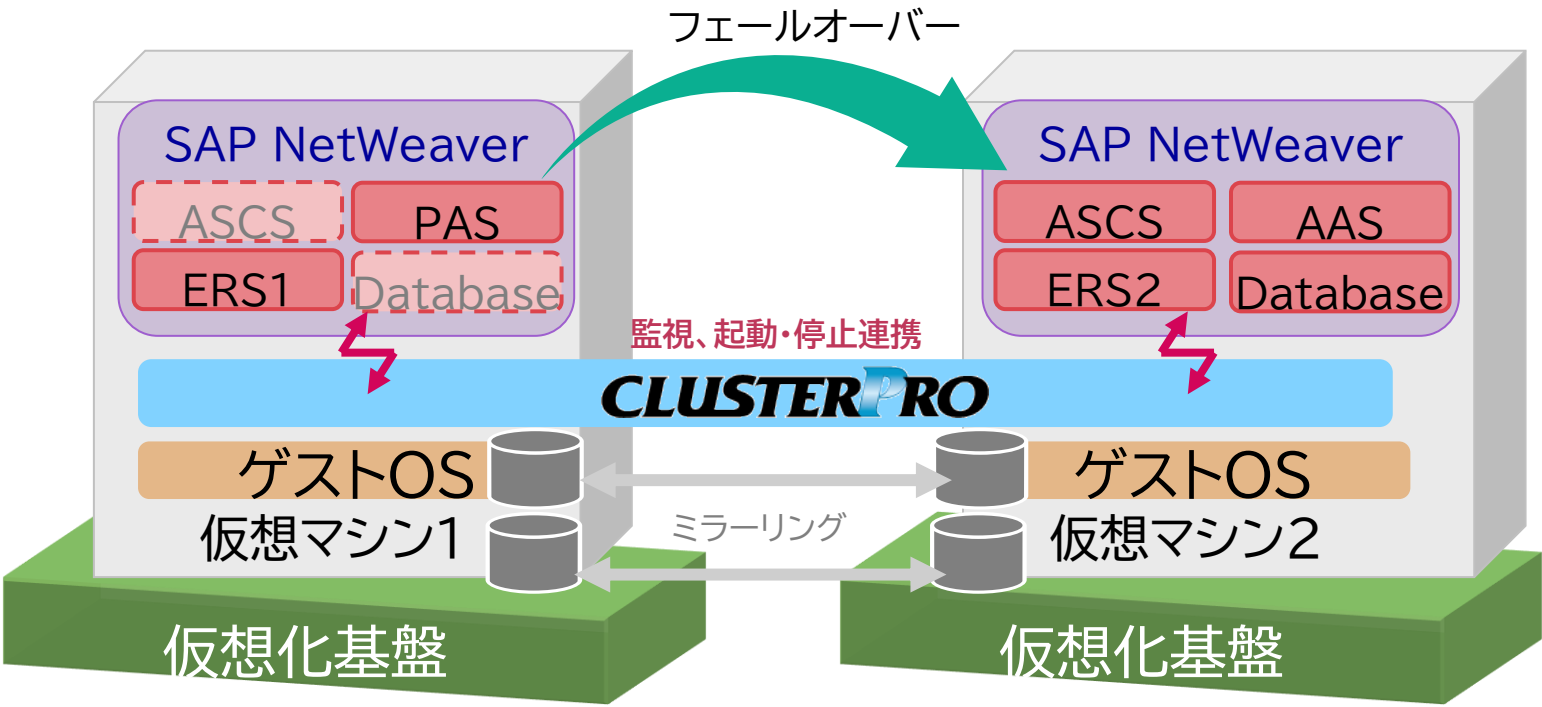 フェールオーバー
SAP NetWeaver
ASCS
PAS
ERS1
Database
SAP NetWeaver
ASCS
AAS
ERS2
Database
監視、起動・停止連携
CLUSTERPRO
ゲストOS
ゲストOS
仮想マシン1
ミラーリング
仮想マシン2
仮想化基盤
仮想化基盤